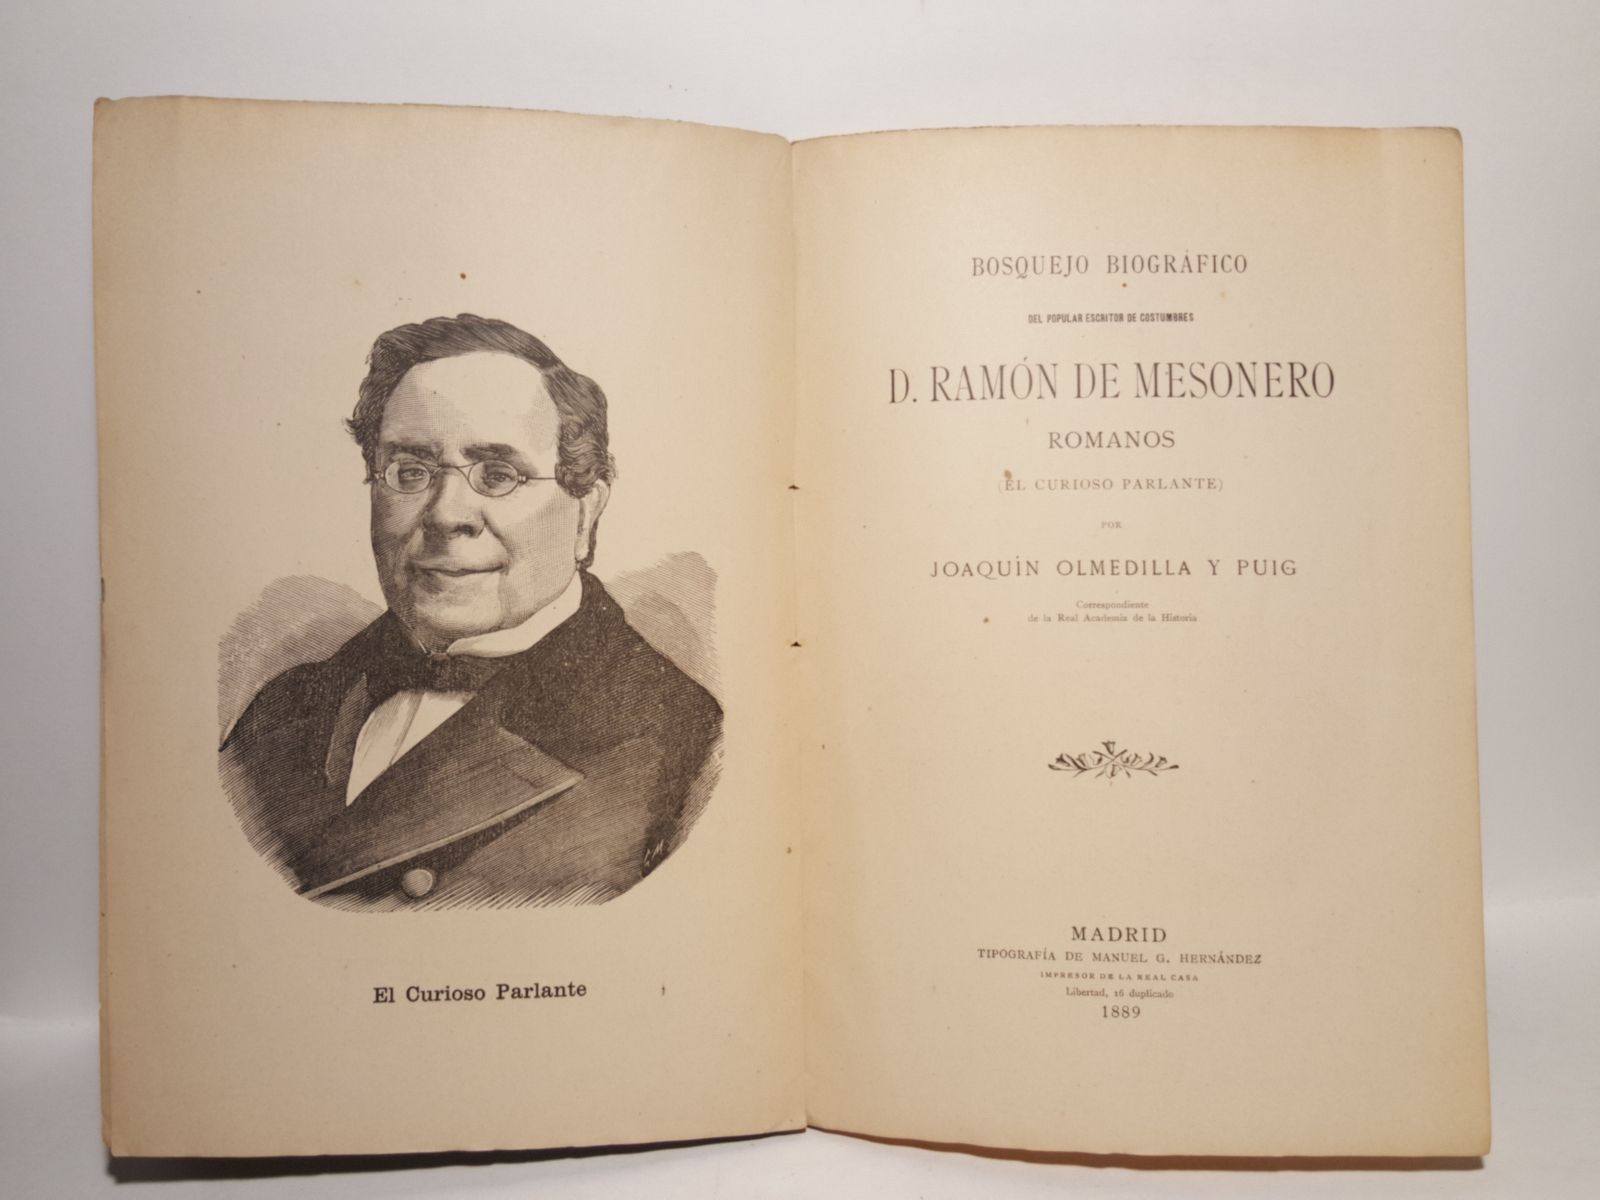 El Curioso Parlante
BOSQUEJO BIOGRÁFICO
DEL POPULAR ESCRITOR DE COSTUMBRES
D. RAMÓN DE MESONERO
ROMANOS
(EL CURIOSO PARLANTE)
POR
JOAQUÍN OLMEDILLA Y PUIG
Correspondiente
de la Real Academia de la Historia
MADRID
TIPOGRAFÍA DE MANUEL G. HERNÁNDEZ
IMPRESOR DE LA REAL CASA
Libertad, 16 duplicado
1889